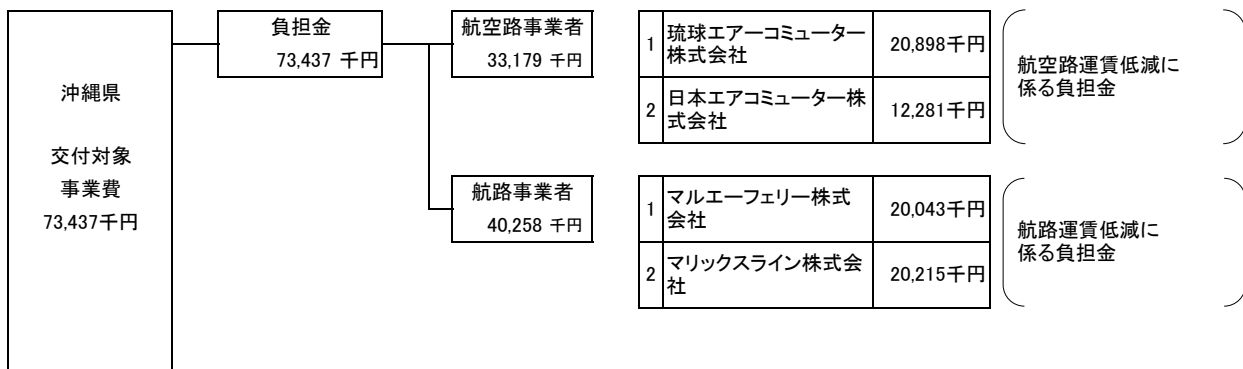 沖縄県
交付対象
事業費
73,437千円
負担金
73,437 千円
航空路事業者
33,179 千円
1 琉球エアーコミューター
株式会社 20,898千円
2 日本エアコミューター株
式会社 12,281千円
航空路運賃低減に
係る負担金
航路事業者
40,258 千円
1 マルエーフェリー株式
会社 20,043千円
2 マリックスライン株式会
社 20,215千円
航路運賃低減に
係る負担金